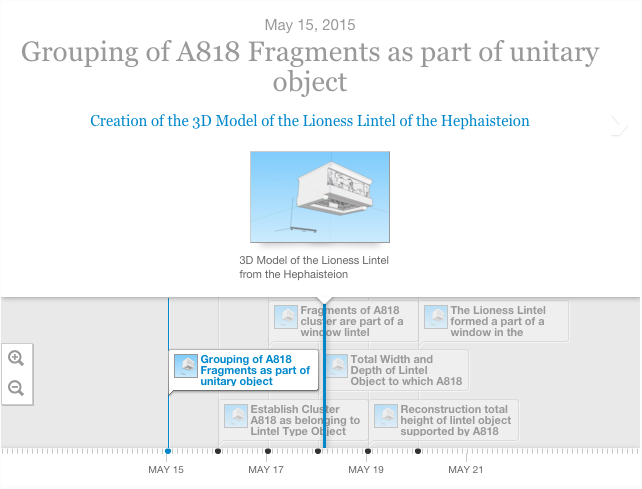 May 15, 2015
Grouping of A818 Fragments as part of unitary
object
Creation of the 3D Model of the Lioness Lintel of the Hephaisteion
3D Model of the Lioness Lintel
from the Hephaisteion
Fragments of A818
cluster are part of a
window lintel
The Lioness Lintel
formed a part of a
window in the
Grouping of A818
Fragments as part of
unitary object
Total Width and
Depth of Lintel
Object to which A818
Establish Cluster
A818 as belonging to
Lintel Type Object
Reconstruction total
height of lintel object
supported by A818
MAY 15
MAY 17
MAY 19
MAY 21